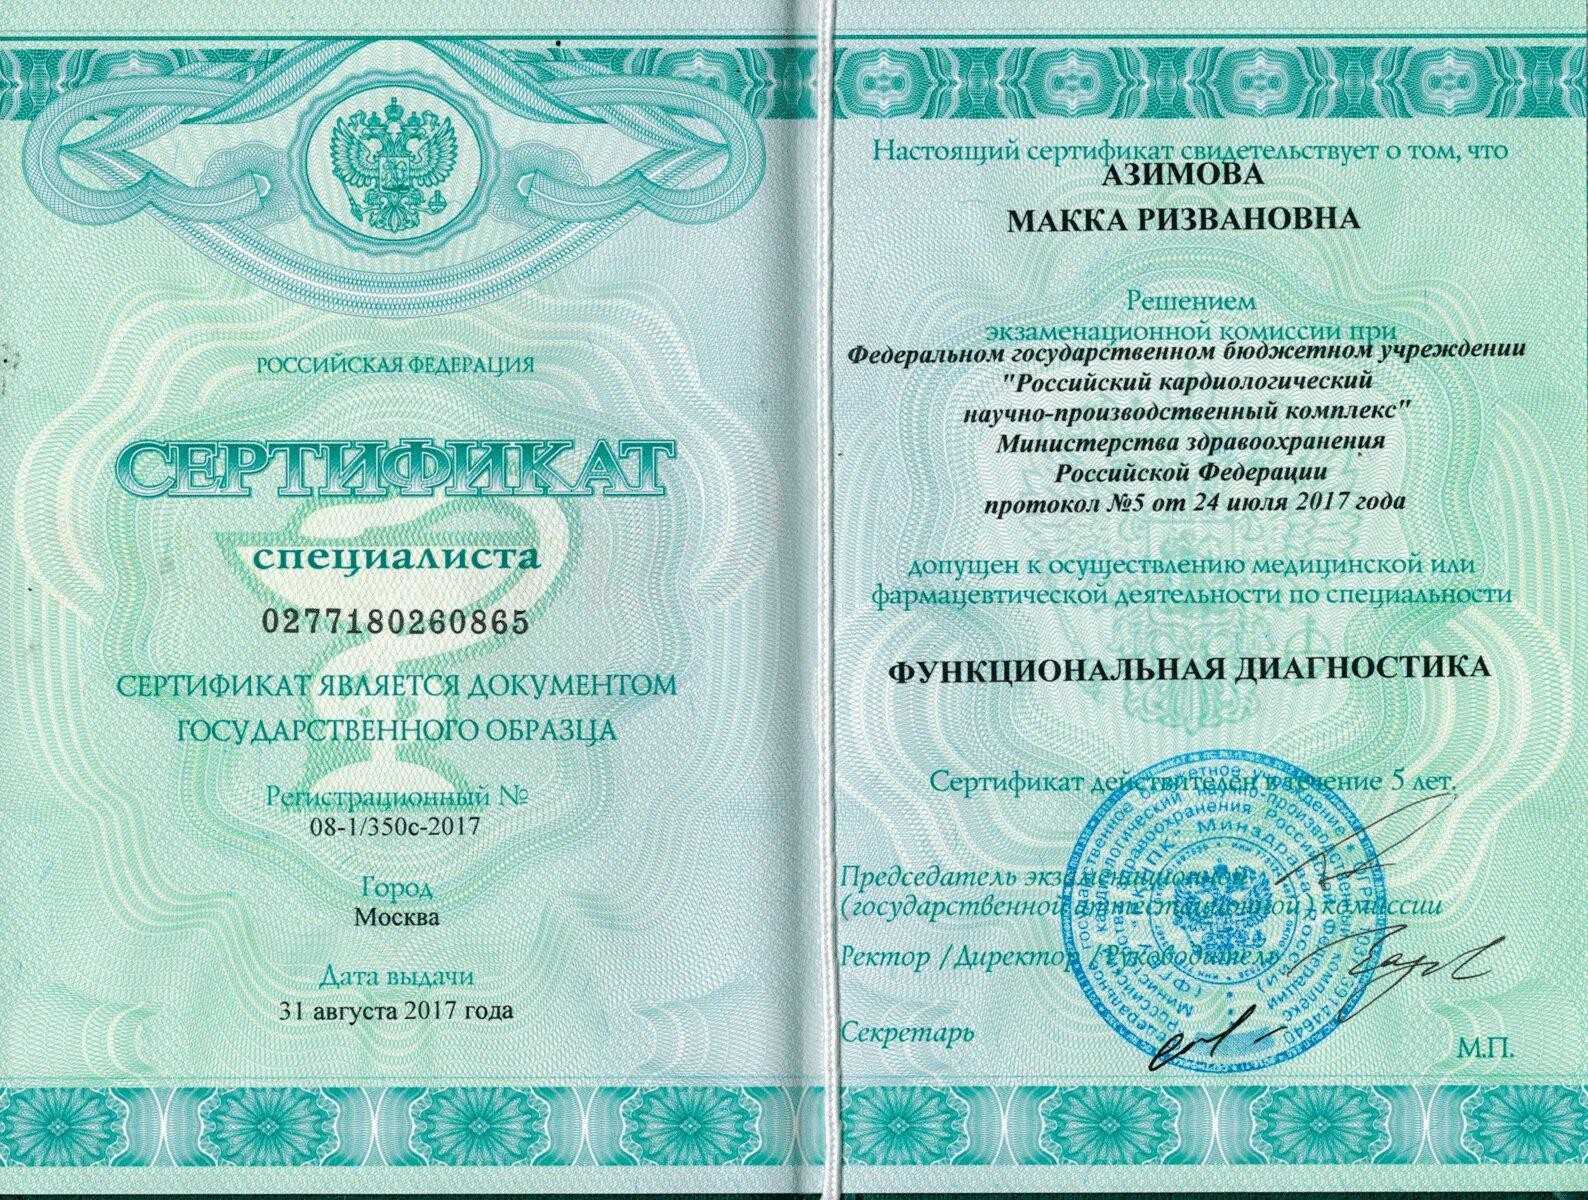 РОССИЙСКАЯ ФЕДЕРАЦИЯ
СЕРТИФИКАТ
специалиста
0277180260865
СЕРТИФИКАТ ЯВЛЯЕТСЯ ДОКУМЕНТОМ
ГОСУДАРСТВЕННОГО ОБРАЗЦА
Регистрационный №
08-1/350с-2017
Город
Москва
Дата выдачи
31 августа 2017 года
Настоящий сертификат свидетельствует о том, что
АЗИМОВА
МАККА РИЗВАНОВНА
Решением
экзаменационной комиссии при
Федеральном государственном бюджетном учреждении
"Российский кардиологический
научно-производственный комплекс"
Министерства здравоохранения
Российской Федерации
протокол №5 от 24 июля 2017 года
допущен к осуществлению медицинской или
фармацевтической деятельности по специальности
ФУНКЦИОНАЛЬНАЯ ДИАГНОСТИКА
Сертификат действителен в течение 5 лет.
Председатель экзаменационной
(государственной аттестационной) комиссии
Ректор /Директор /Руководитель
Секретарь
М.П.